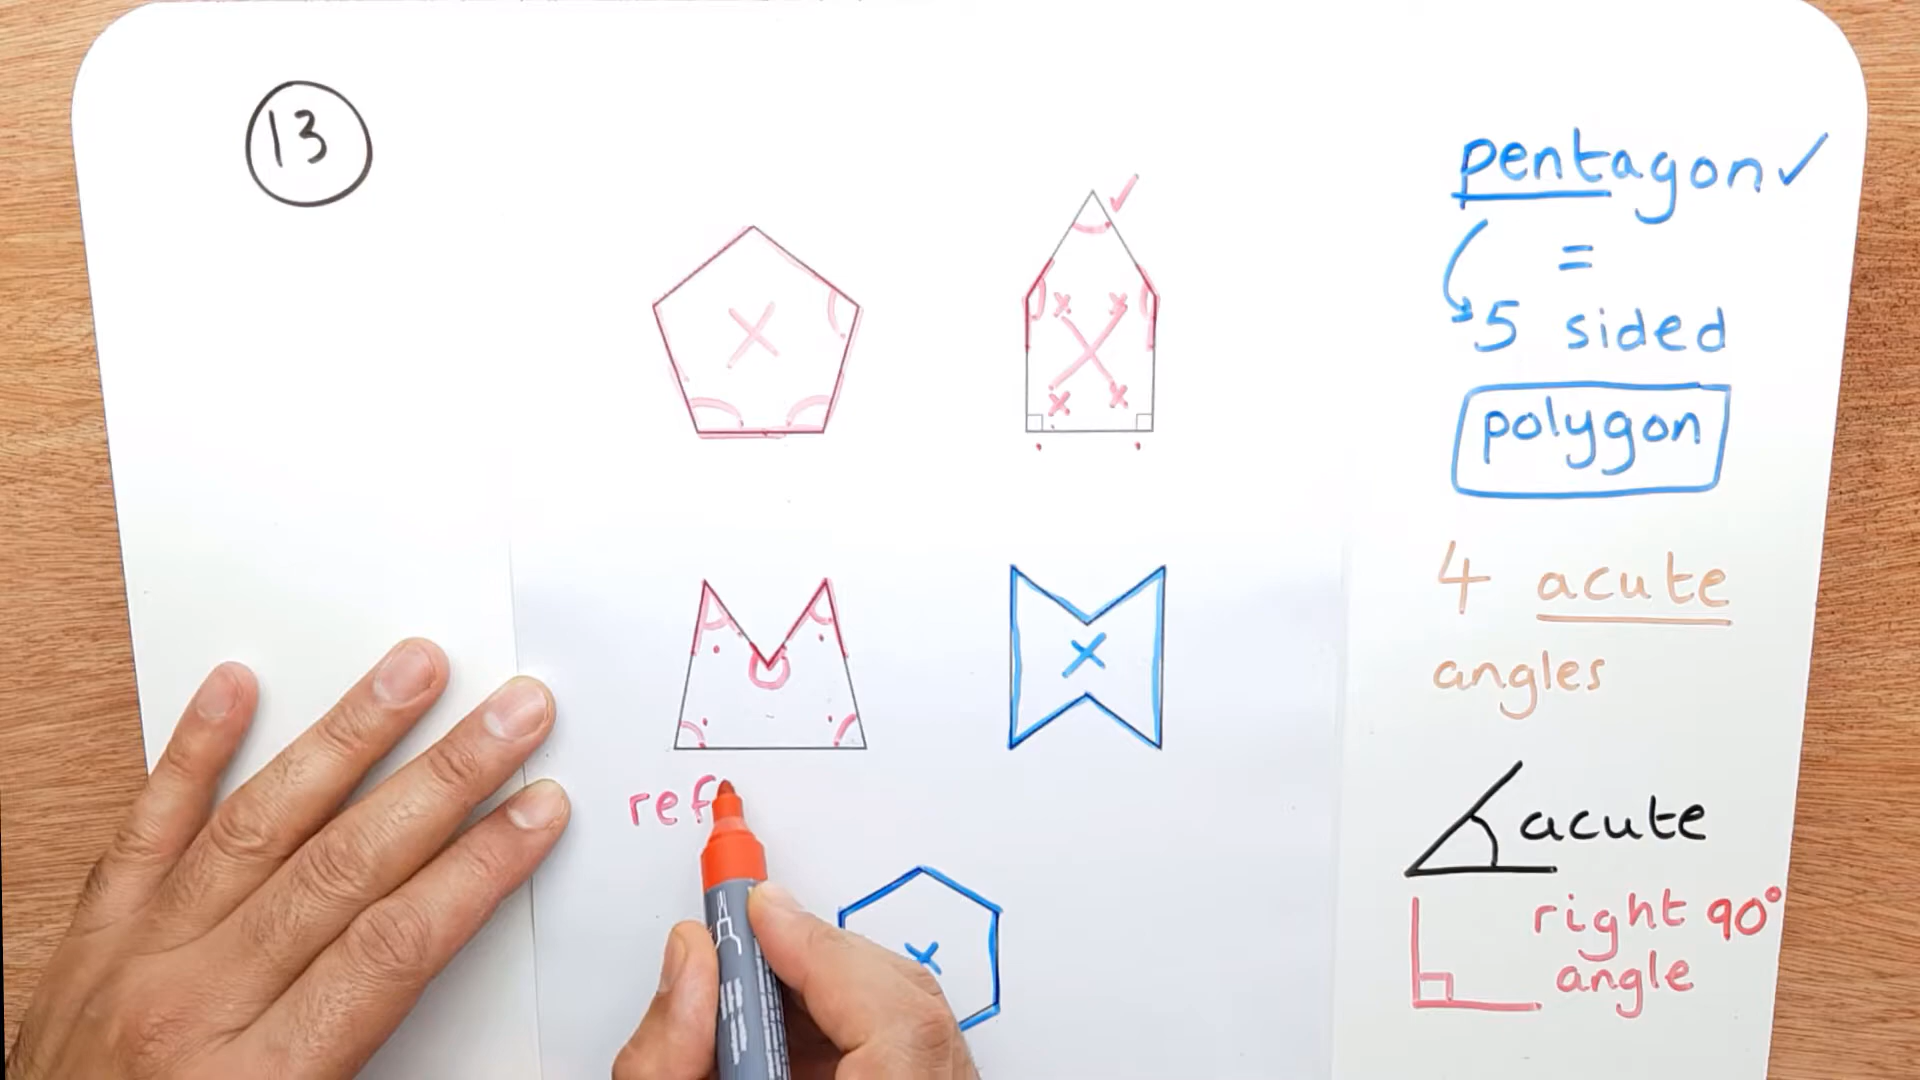 13
pentagon ✓
=
5 sided
polygon
4 acute
angles
ref
acute
right 90°
angle